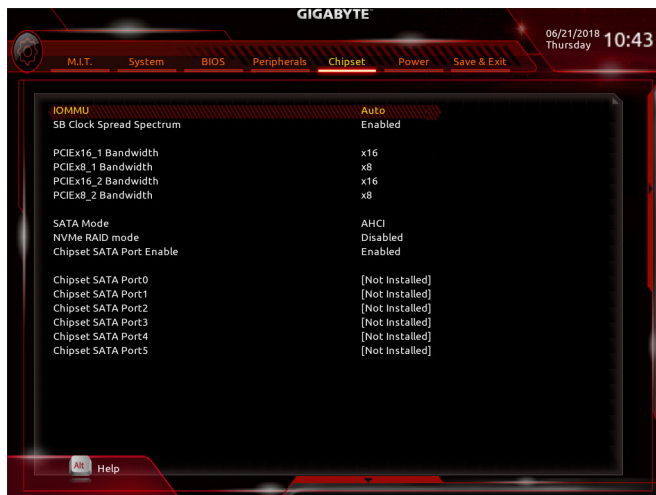 GIGABYTE™
06/21/2018 Thursday 10:43
M.I.T. System BIOS Peripherals Chipset Power Save & Exit
IOMMU Auto
SB Clock Spread Spectrum Enabled
PCIEx16_1 Bandwidth x16
PCIEx8_1 Bandwidth x8
PCIEx16_2 Bandwidth x16
PCIEx8_2 Bandwidth x8
SATA Mode AHCI
NVMe RAID mode Disabled
Chipset SATA Port Enable Enabled
Chipset SATA Port0 [Not Installed]
Chipset SATA Port1 [Not Installed]
Chipset SATA Port2 [Not Installed]
Chipset SATA Port3 [Not Installed]
Chipset SATA Port4 [Not Installed]
Chipset SATA Port5 [Not Installed]
Alt Help